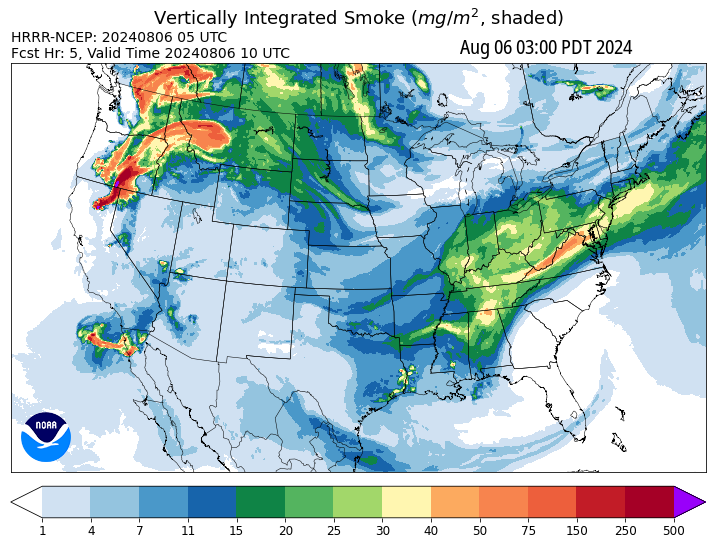 Vertically Integrated Smoke (mg/m², shaded)
HRRR-NCEP: 20240806 05 UTC
Fcst Hr: 5, Valid Time 20240806 10 UTC
Aug 06 03:00 PDT 2024
NOAA
1 4 7 11 15 20 25 30 40 50 75 150 250 500